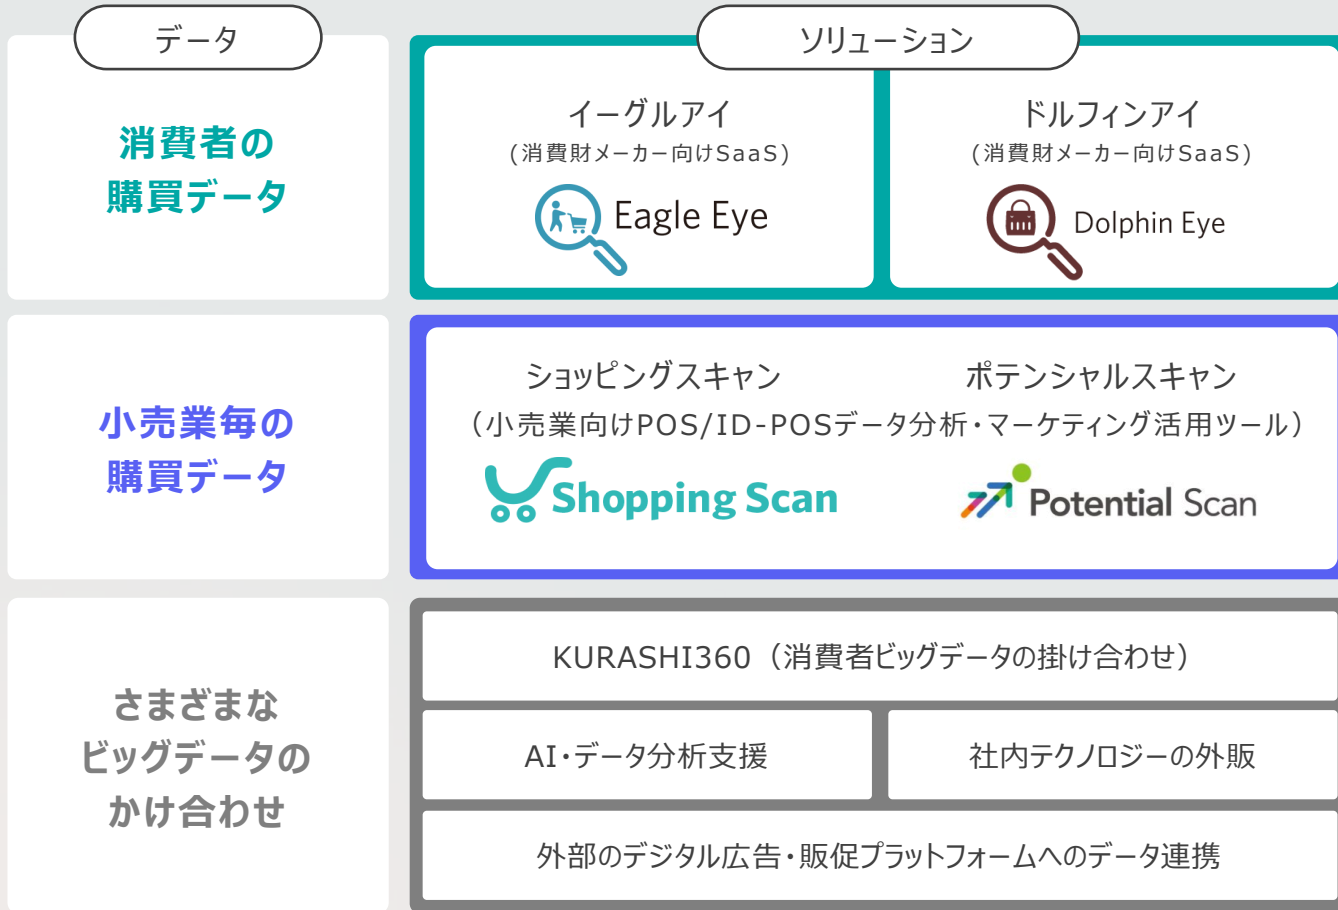 データ
ソリューション
消費者の
購買データ
イーグルアイ
(消費財メーカー向けSaaS)
Eagle Eye
ドルフィンアイ
(消費財メーカー向けSaaS)
Dolphin Eye
小売業毎の
購買データ
ショッピングスキャン
ポテンシャルスキャン
（小売業向けPOS/ID-POSデータ分析・マーケティング活用ツール）
Shopping Scan
Potential Scan
さまざまな
ビッグデータの
かけ合わせ
KURASHI360（消費者ビッグデータの掛け合わせ）
AI・データ分析支援
社内テクノロジーの外販
外部のデジタル広告・販促プラットフォームへのデータ連携